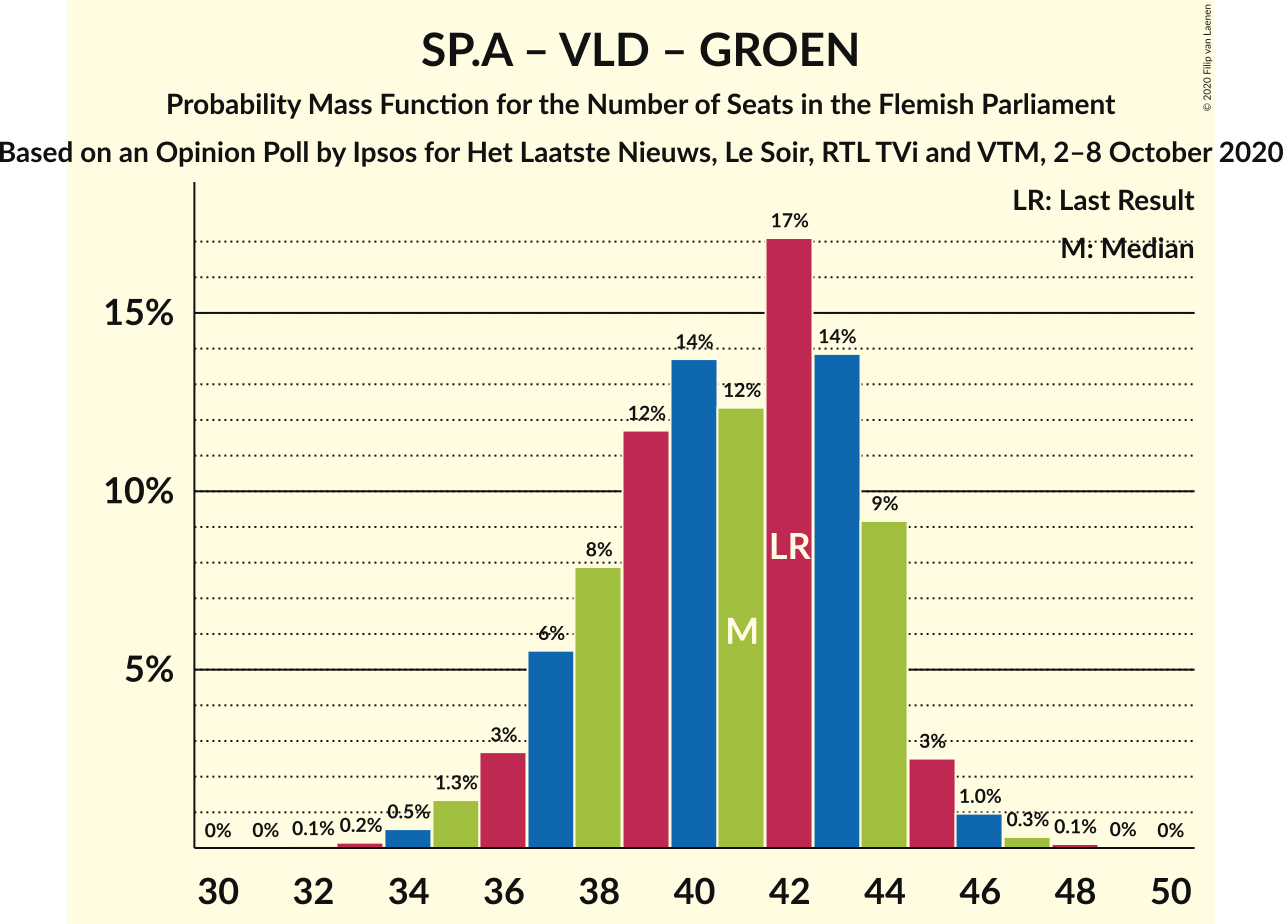 SP.A – VLD – GROEN
© 2020 Filip van Laenen
Probability Mass Function for the Number of Seats in the Flemish Parliament
Based on an Opinion Poll by Ipsos for Het Laatste Nieuws, Le Soir, RTL TVi and VTM, 2–8 October 2020
LR: Last Result
M: Median
15%
10%
5%
0% 0% 0.1% 0.2% 0.5% 1.3% 3% 6% 8% 12% 14% 12% 17% 14% 9% 3% 1.0% 0.3% 0.1% 0% 0%
LR
M
30 32 34 36 38 40 42 44 46 48 50